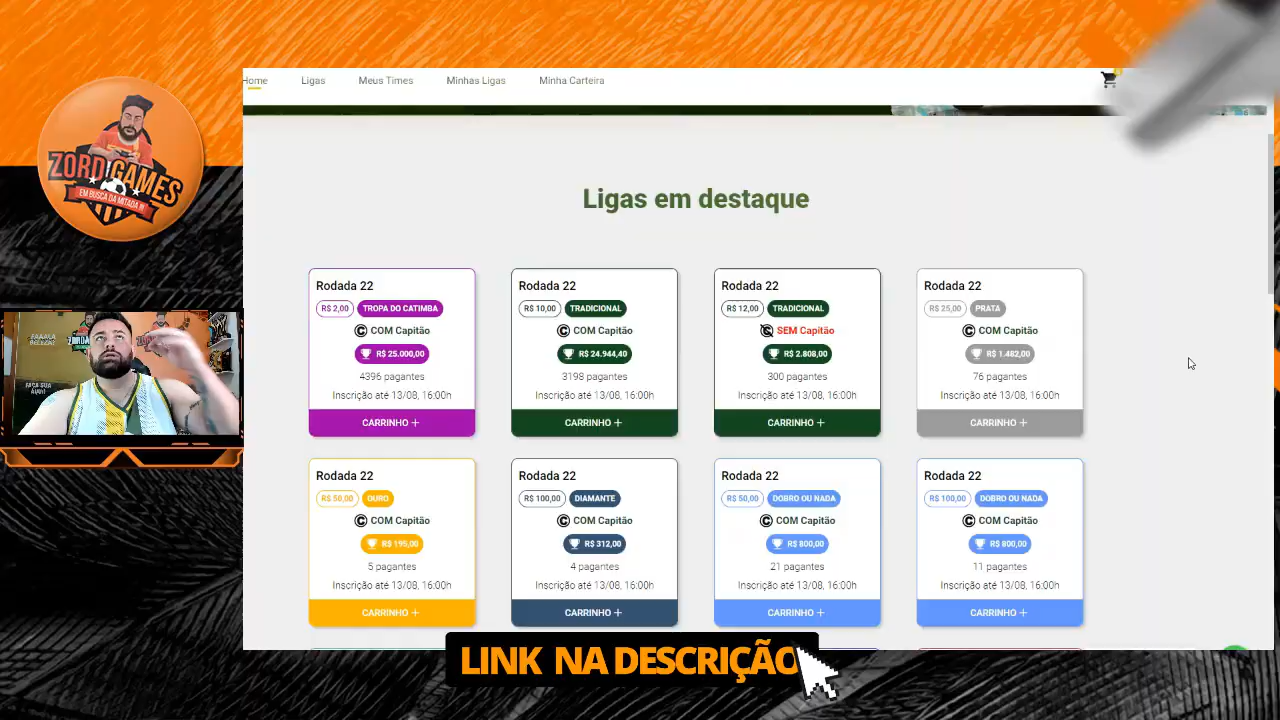 Home Ligas Meus Times Minhas Ligas Minha Carteira
ZORD GAMES
EM BUSCA DA MITADA !!!
Ligas em destaque
Rodada 22
R$ 2,00 TROPA DO CATIMBA
COM Capitão
R$ 25.000,00
4396 pagantes
Inscrição até 13/08, 16:00h
CARRINHO +
Rodada 22
R$ 10,00 TRADICIONAL
COM Capitão
R$ 24.944,40
3198 pagantes
Inscrição até 13/08, 16:00h
CARRINHO +
Rodada 22
R$ 12,00 TRADICIONAL
SEM Capitão
R$ 2.808,00
300 pagantes
Inscrição até 13/08, 16:00h
CARRINHO +
Rodada 22
R$ 25,00 PRATA
COM Capitão
R$ 1.482,00
76 pagantes
Inscrição até 13/08, 16:00h
CARRINHO +
Rodada 22
R$ 50,00 OURO
COM Capitão
R$ 195,00
5 pagantes
Inscrição até 13/08, 16:00h
CARRINHO +
Rodada 22
R$ 100,00 DIAMANTE
COM Capitão
R$ 312,00
4 pagantes
Inscrição até 13/08, 16:00h
CARRINHO +
Rodada 22
R$ 50,00 DOBRO OU NADA
COM Capitão
R$ 800,00
21 pagantes
Inscrição até 13/08, 16:00h
CARRINHO +
Rodada 22
R$ 100,00 DOBRO OU NADA
COM Capitão
R$ 800,00
11 pagantes
Inscrição até 13/08, 16:00h
CARRINHO +
LINK NA DESCRIÇÃO